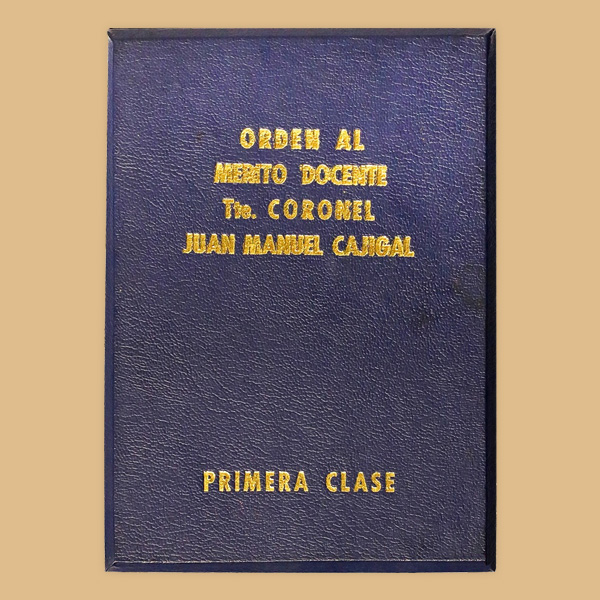 ORDEN AL
MERITO DOCENTE
Tte. CORONEL
JUAN MANUEL CAJIGAL
PRIMERA CLASE